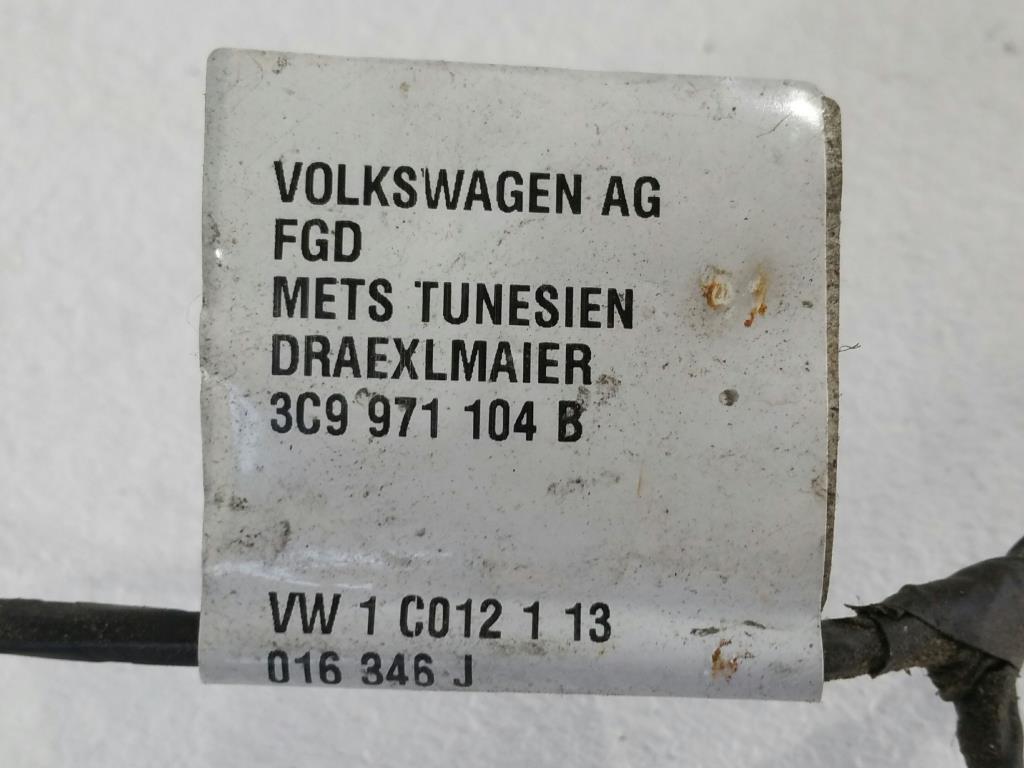 VOLKSWAGEN AG
FGD
METS TUNESIEN
DRAEXLMAIER
3C9 971 104 B
VW 1 C012 1 13
016 346 J